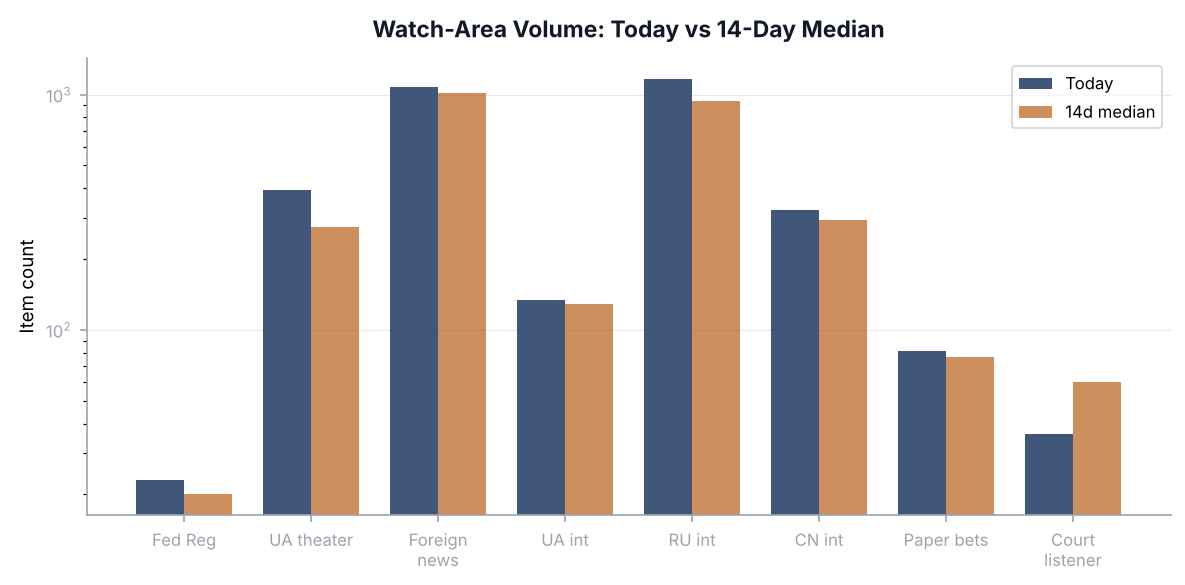 Watch-Area Volume: Today vs 14-Day Median
Today
14d median
Item count
10³
10²
Fed Reg
UA theater
Foreign
news
UA int
RU int
CN int
Paper bets
Court
listener